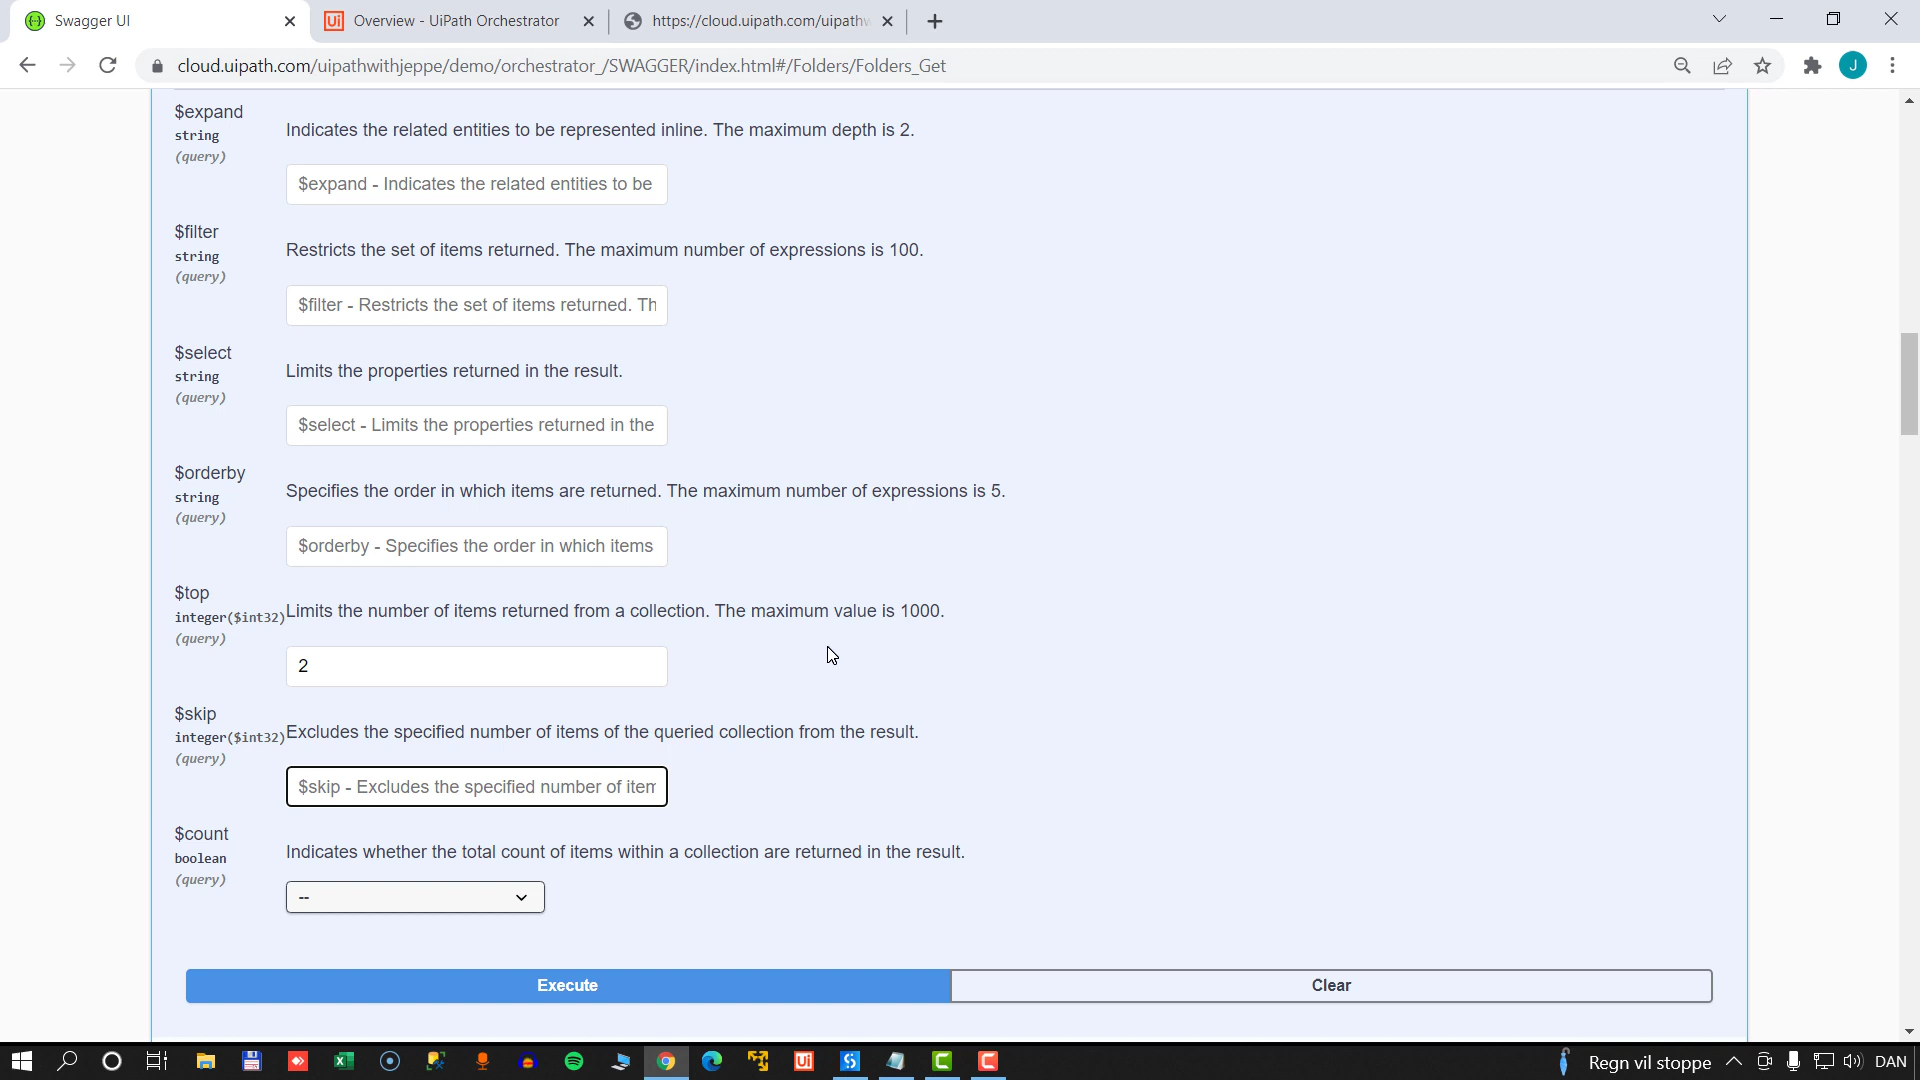 Swagger UI
Overview - UiPath Orchestrator
https://cloud.uipath.com/uipathw
cloud.uipath.com/uipathwithjeppe/demo/orchestrator_/SWAGGER/index.html#/Folders/Folders_Get
J
$expand
string
(query)
Indicates the related entities to be represented inline. The maximum depth is 2.
$expand - Indicates the related entities to be
$filter
string
(query)
Restricts the set of items returned. The maximum number of expressions is 100.
$filter - Restricts the set of items returned. Th
$select
string
(query)
Limits the properties returned in the result.
$select - Limits the properties returned in the
$orderby
string
(query)
Specifies the order in which items are returned. The maximum number of expressions is 5.
$orderby - Specifies the order in which items
$top
integer($int32)
(query)
Limits the number of items returned from a collection. The maximum value is 1000.
2
$skip
integer($int32)
(query)
Excludes the specified number of items of the queried collection from the result.
$skip - Excludes the specified number of item
$count
boolean
(query)
Indicates whether the total count of items within a collection are returned in the result.
--
Execute
Clear
Regn vil stoppe
DAN